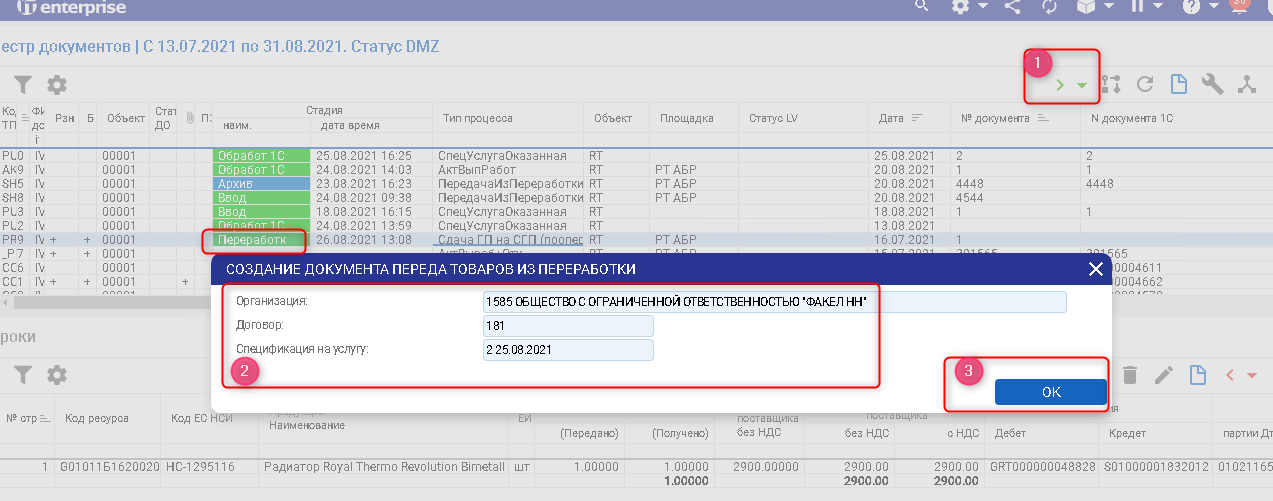 enterprise
30
естр документов | С 13.07.2021 по 31.08.2021. Статус DMZ
1
Стадия
ТП Рзн Б Объект ДО наим. дата время Тип процесса Объект Площадка Статус LV Дата № документа N документа 1С
PU0 IV 00001 Обработ 1С 25.08.2021 16:25 СпецУслугаОказанная RT 25.08.2021 2 2
AK9 IV 00001 Обработ 1С 24.08.2021 14:03 АктВыпРабот RT РТ АБР 20.08.2021 1 1
SH5 IV 00001 Архив 23.08.2021 16:23 ПередачаИзПереработки RT РТ АБР 20.08.2021 4448 4448
SH8 IV 00001 Ввод 24.08.2021 09:38 ПередачаИзПереработки RT РТ АБР 20.08.2021 4544
PU3 IV 00001 Ввод 18.08.2021 16:15 СпецУслугаОказанная RT 18.08.2021 1 1
PU2 IV 00001 Обработ 1С 24.08.2021 13:59 СпецУслугаОказанная RT 13.08.2021
PR9 IV + + 00001 Переработк 26.08.2021 13:08 Сдача ГП на СГП (поопер RT РТ АБР 16.07.2021 1
_PI7 IV + + 00001
CC6 IV 00001 00004611
CC1 IV + + 00001 + 00004662
СОЗДАНИЕ ДОКУМЕНТА ПЕРЕДА ТОВАРОВ ИЗ ПЕРЕРАБОТКИ
Организация: 1585 ОБЩЕСТВО С ОГРАНИЧЕННОЙ ОТВЕТСТВЕННОСТЬЮ "ФАКЕЛ НН"
Договор: 181
Спецификация на услугу: 2 25.08.2021
2
3
OK
роки
№ стр Код ресурса Код ЕС НСИ Наименование ЕИ (Передано) (Получено) поставщика без НДС поставщика без НДС с НДС Дебет Кредит партии Дт
1 G01011Б1620020 НС-1295116 Радиатор Royal Thermo Revolution Bimetall шт 1.00000 1.00000 2900.00000 2900.00 2900.00 GRT000000048828 S01000001832012 01021165
1.00000 2900.00 2900.00